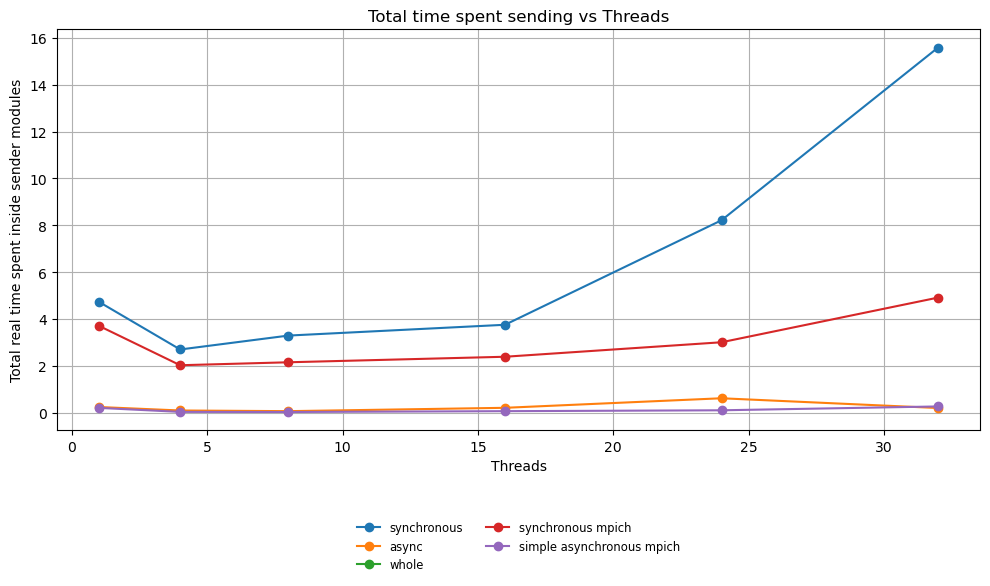 Total time spent sending vs Threads
Total real time spent inside sender modules
16
14
12
10
8
6
4
2
0
0 5 10 15 20 25 30
Threads
synchronous
async
whole
synchronous mpich
simple asynchronous mpich